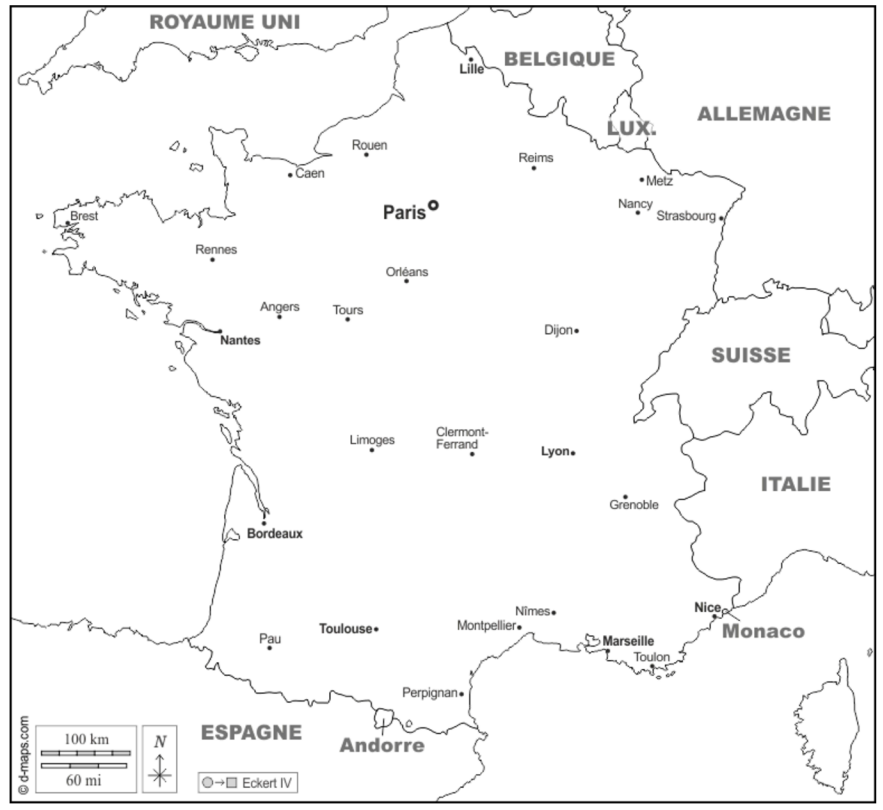 ROYAUME UNI
BELGIQUE
Lille
ALLEMAGNE
LUX.
Rouen
Caen
Reims
Metz
Paris
Nancy
Strasbourg
Brest
Rennes
Orléans
Angers
Tours
Nantes
Dijon
SUISSE
Limoges
Clermont-
Ferrand
Lyon
ITALIE
Grenoble
Bordeaux
Nice
Nîmes
Montpellier
Monaco
Toulouse
Pau
Marseille
Toulon
Perpignan
ESPAGNE
Andorre
© d-maps.com
100 km
60 mi
N
Eckert IV